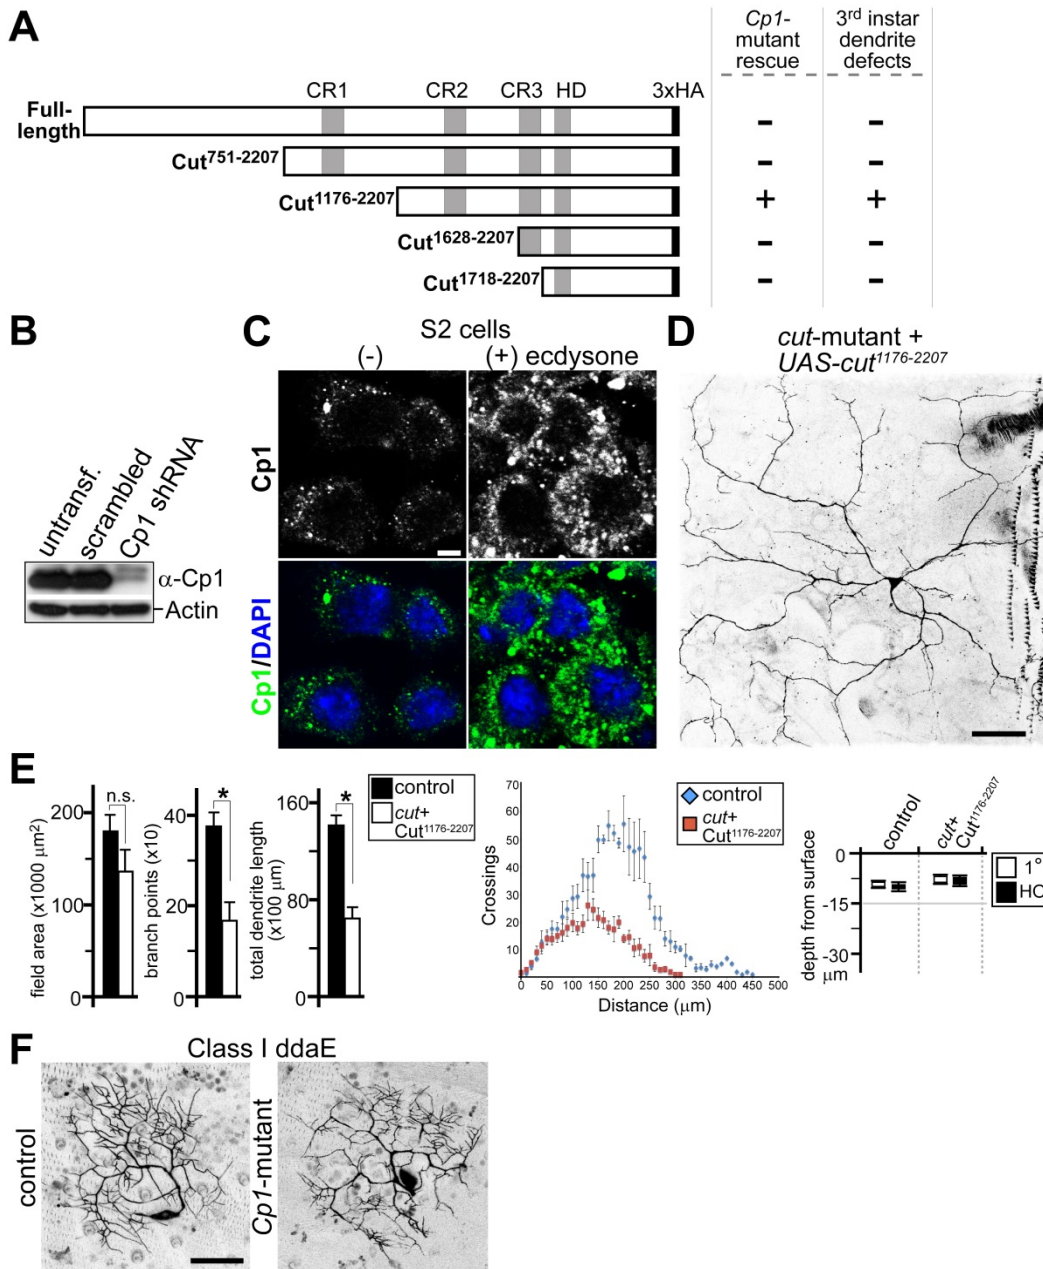 A
Cp1-
mutant
rescue
3rd instar
dendrite
defects
CR1 CR2 CR3 HD 3xHA
Full-
length
- -
Cut751-2207
- -
Cut1176-2207
+ +
Cut1628-2207
- -
Cut1718-2207
- -
B
untransf.
scrambled
Cp1 shRNA
α-Cp1
Actin
C
S2 cells
(-) (+) ecdysone
Cp1
Cp1/DAPI
D
cut-mutant +
UAS-cut1176-2207
E
field area (x1000 µm2)
200
100
0
n.s.
branch points (x10)
40
20
0
*
total dendrite length
(x100 µm)
160
80
0
*
control
cut+
Cut1176-2207
Crossings
70
60
50
40
30
20
10
0 50 100 150 200 250 300 350 400 450 500
Distance (µm)
control
cut+
Cut1176-2207
control
cut+
Cut1176-2207
depth from surface
0
-15
-30
µm
1°
HO
F
Class I ddaE
control
Cp1-mutant